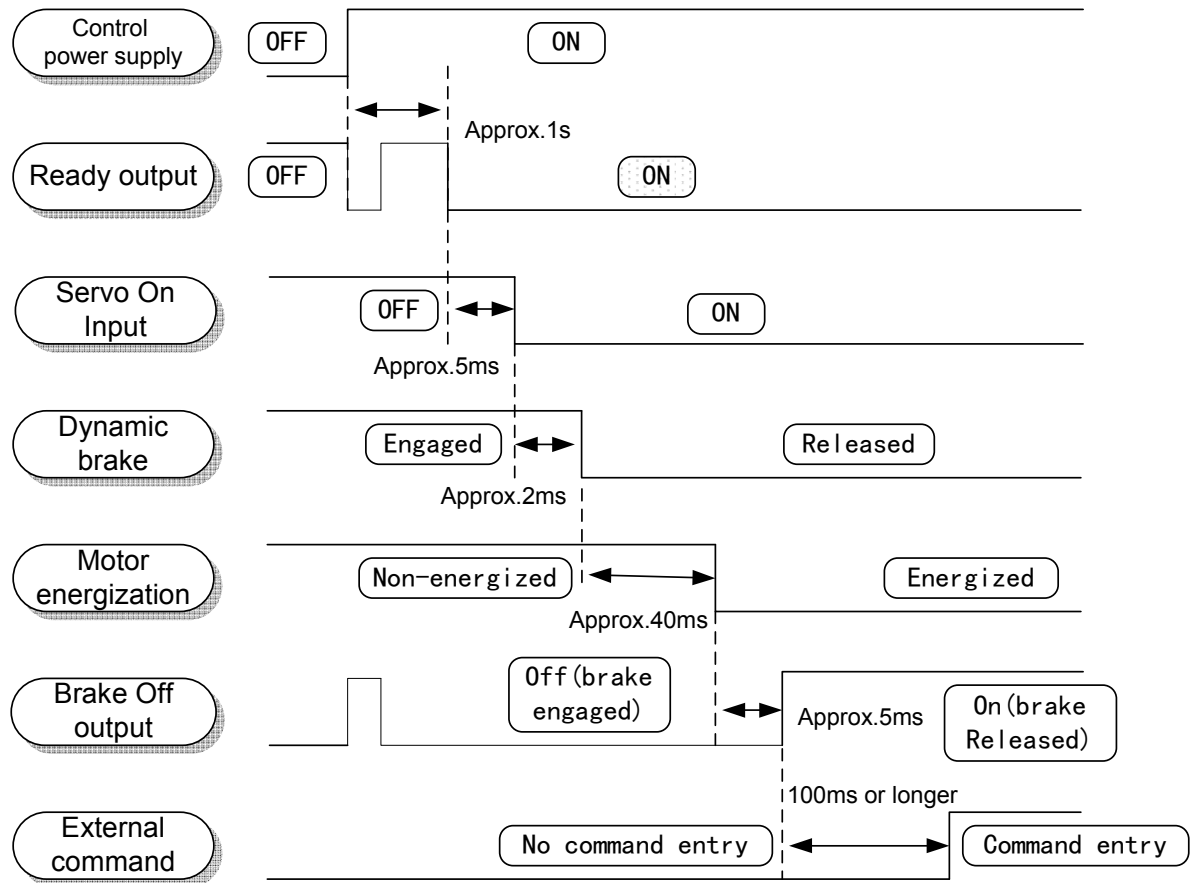 Control
power supply
OFF
ON
Approx.1s
Ready output
OFF
ON
Servo On
Input
OFF
ON
Approx.5ms
Dynamic
brake
Engaged
Released
Approx.2ms
Motor
energization
Non-energized
Energized
Approx.40ms
Brake Off
output
Off(brake
engaged)
Approx.5ms
On(brake
Released)
100ms or longer
External
command
No command entry
Command entry